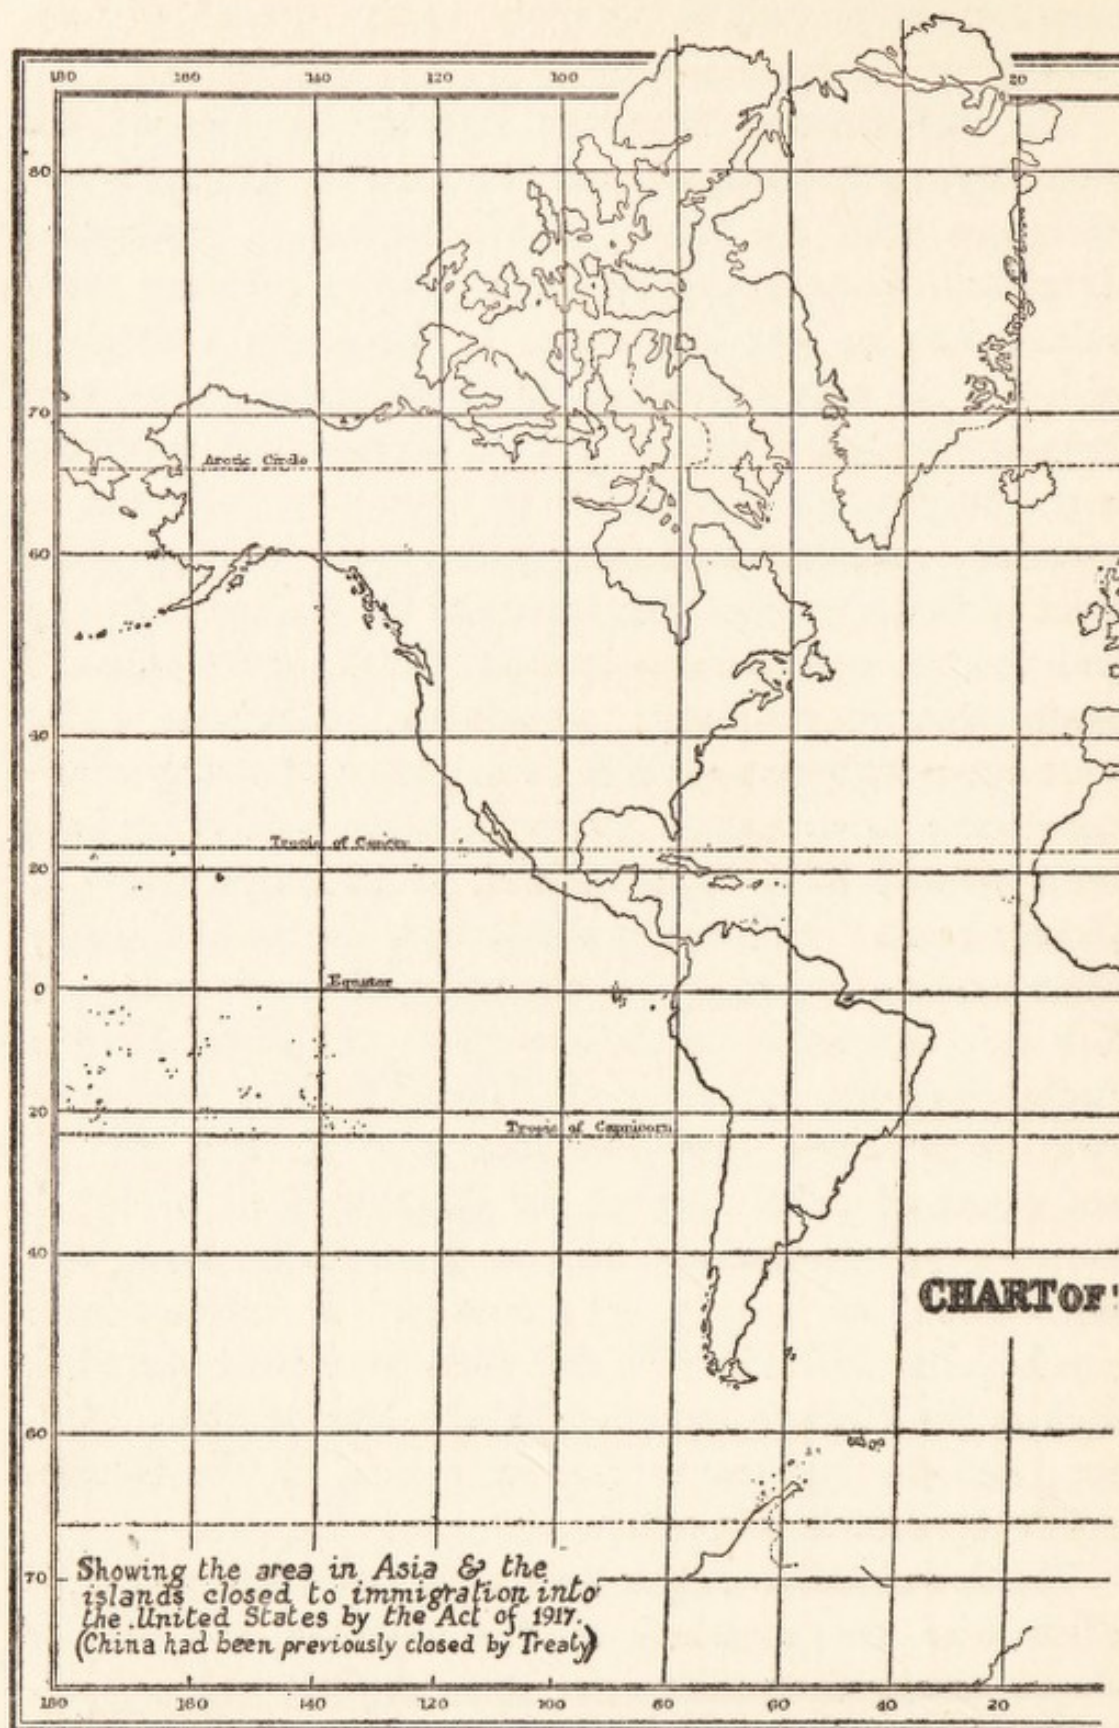 180 160 140 120 100 20
80
70
Arctic Circle
60
40
Tropic of Cancer
20
Equator
0
20
Tropic of Capricorn
40
CHART OF
60
Showing the area in Asia & the
70
islands closed to immigration into
the United States by the Act of 1917.
(China had been previously closed by Treaty)
180 160 140 120 100 80 60 40 20